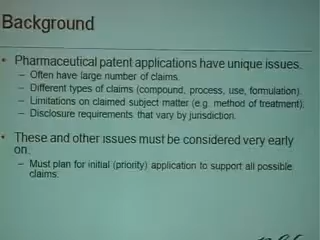 Background
• Pharmaceutical patent applications have unique issues.
– Often have large number of claims.
– Different types of claims (compound, process, use, formulation).
– Limitations on claimed subject matter (e.g. method of treatment).
– Disclosure requirements that vary by jurisdiction.
• These and other issues must be considered very early
on.
– Must plan for initial (priority) application to support all possible
claims.